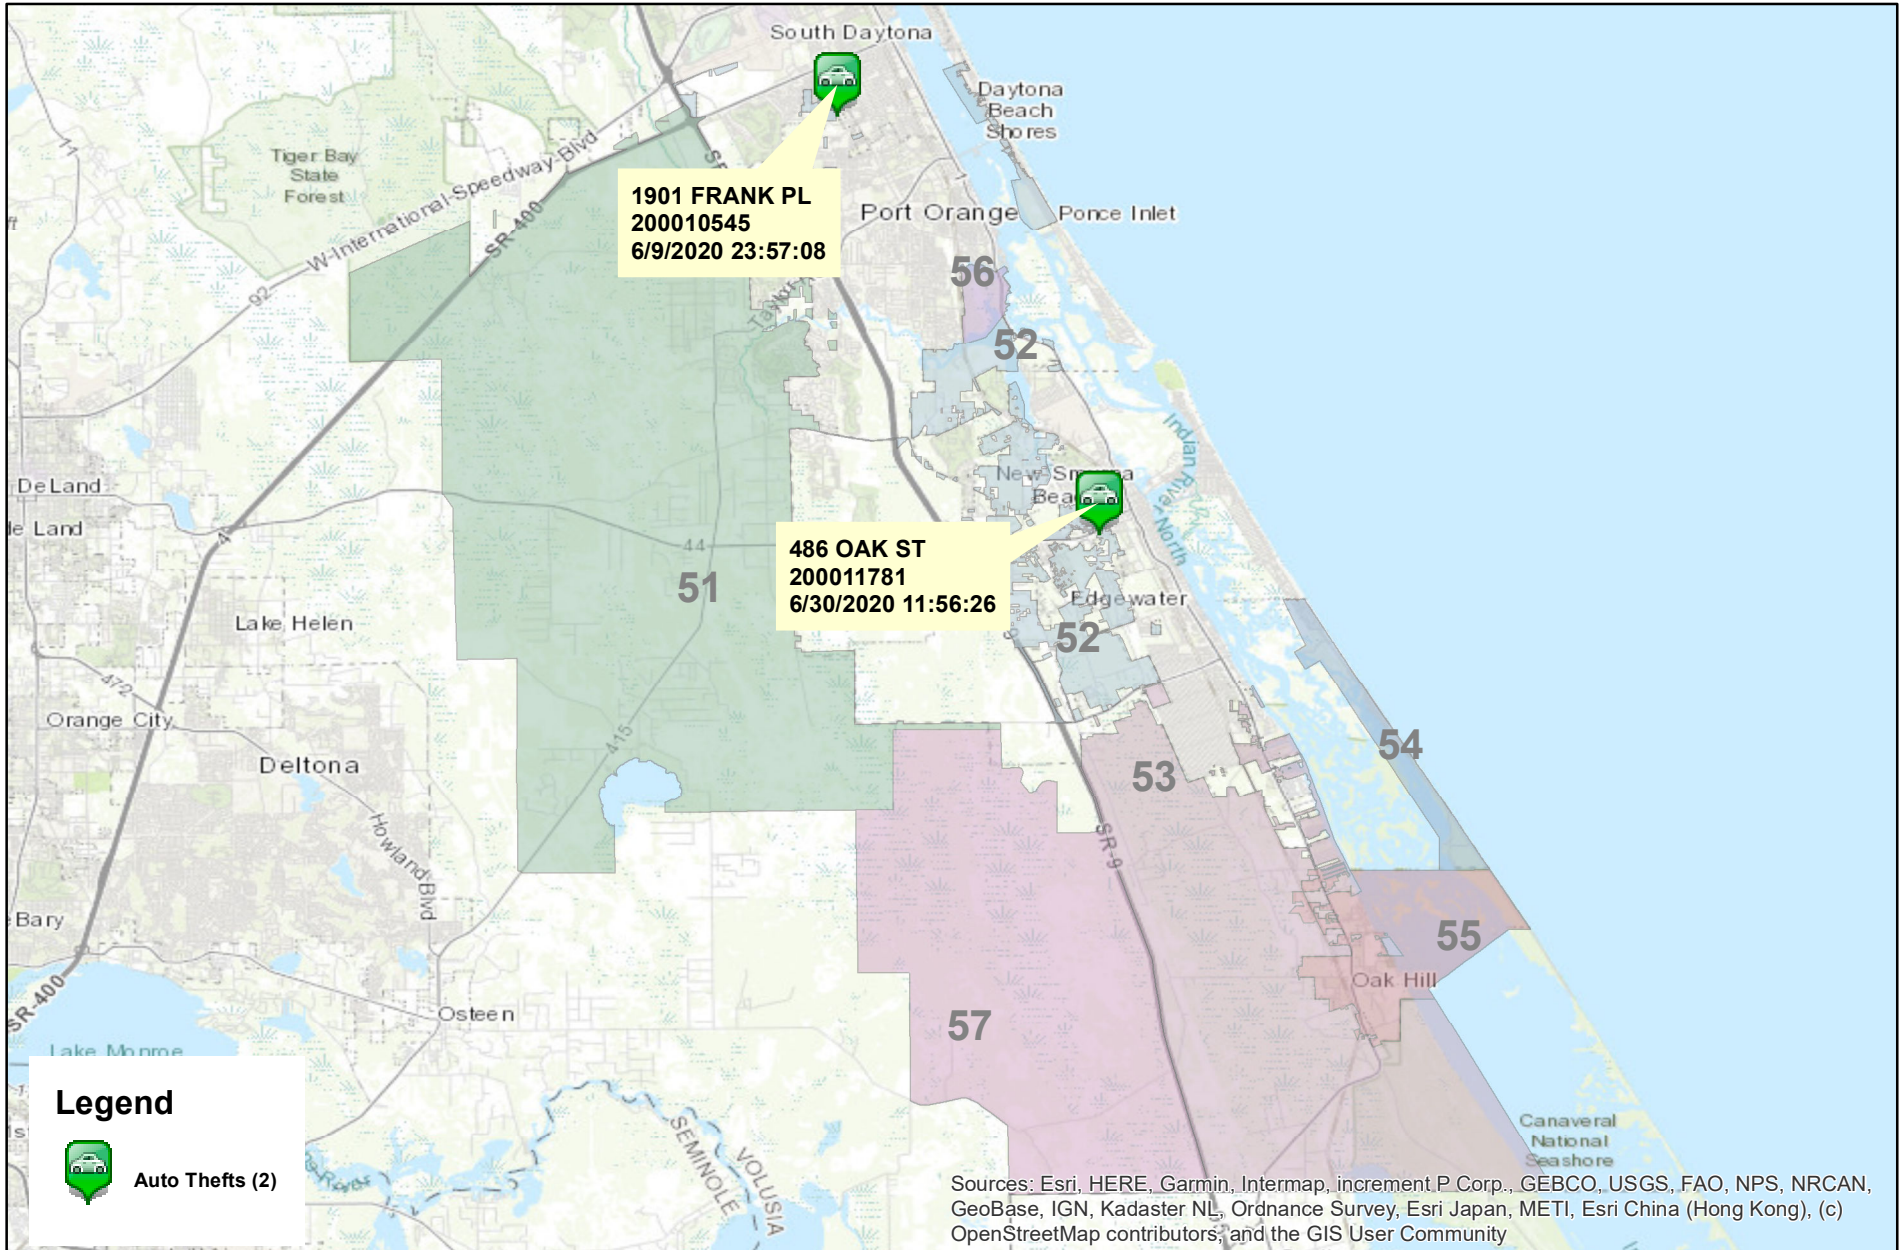 South Daytona
Daytona
Beach
Shores
11
Tiger Bay
State
Forest
W-International-Speedway-Blvd
SR-400
92
1901 FRANK PL
200010545
6/9/2020 23:57:08
1
Port Orange
Ponce Inlet
56
52
Indian River North
New Smyrna
DeLand
44
486 OAK ST
200011781
6/30/2020 11:56:26
51
Edgewater
52
Lake Helen
472
Orange City
415
Deltona
54
53
Howland Blvd
SR-9
55
Oak Hill
SR-400
Osteen
57
Lake Monroe
Legend
Auto Thefts (2)
SEMINOLE
VOLUSIA
Canaveral
National
Seashore
Sources: Esri, HERE, Garmin, Intermap, increment P Corp., GEBCO, USGS, FAO, NPS, NRCAN,
GeoBase, IGN, Kadaster NL, Ordnance Survey, Esri Japan, METI, Esri China (Hong Kong), (c)
OpenStreetMap contributors, and the GIS User Community